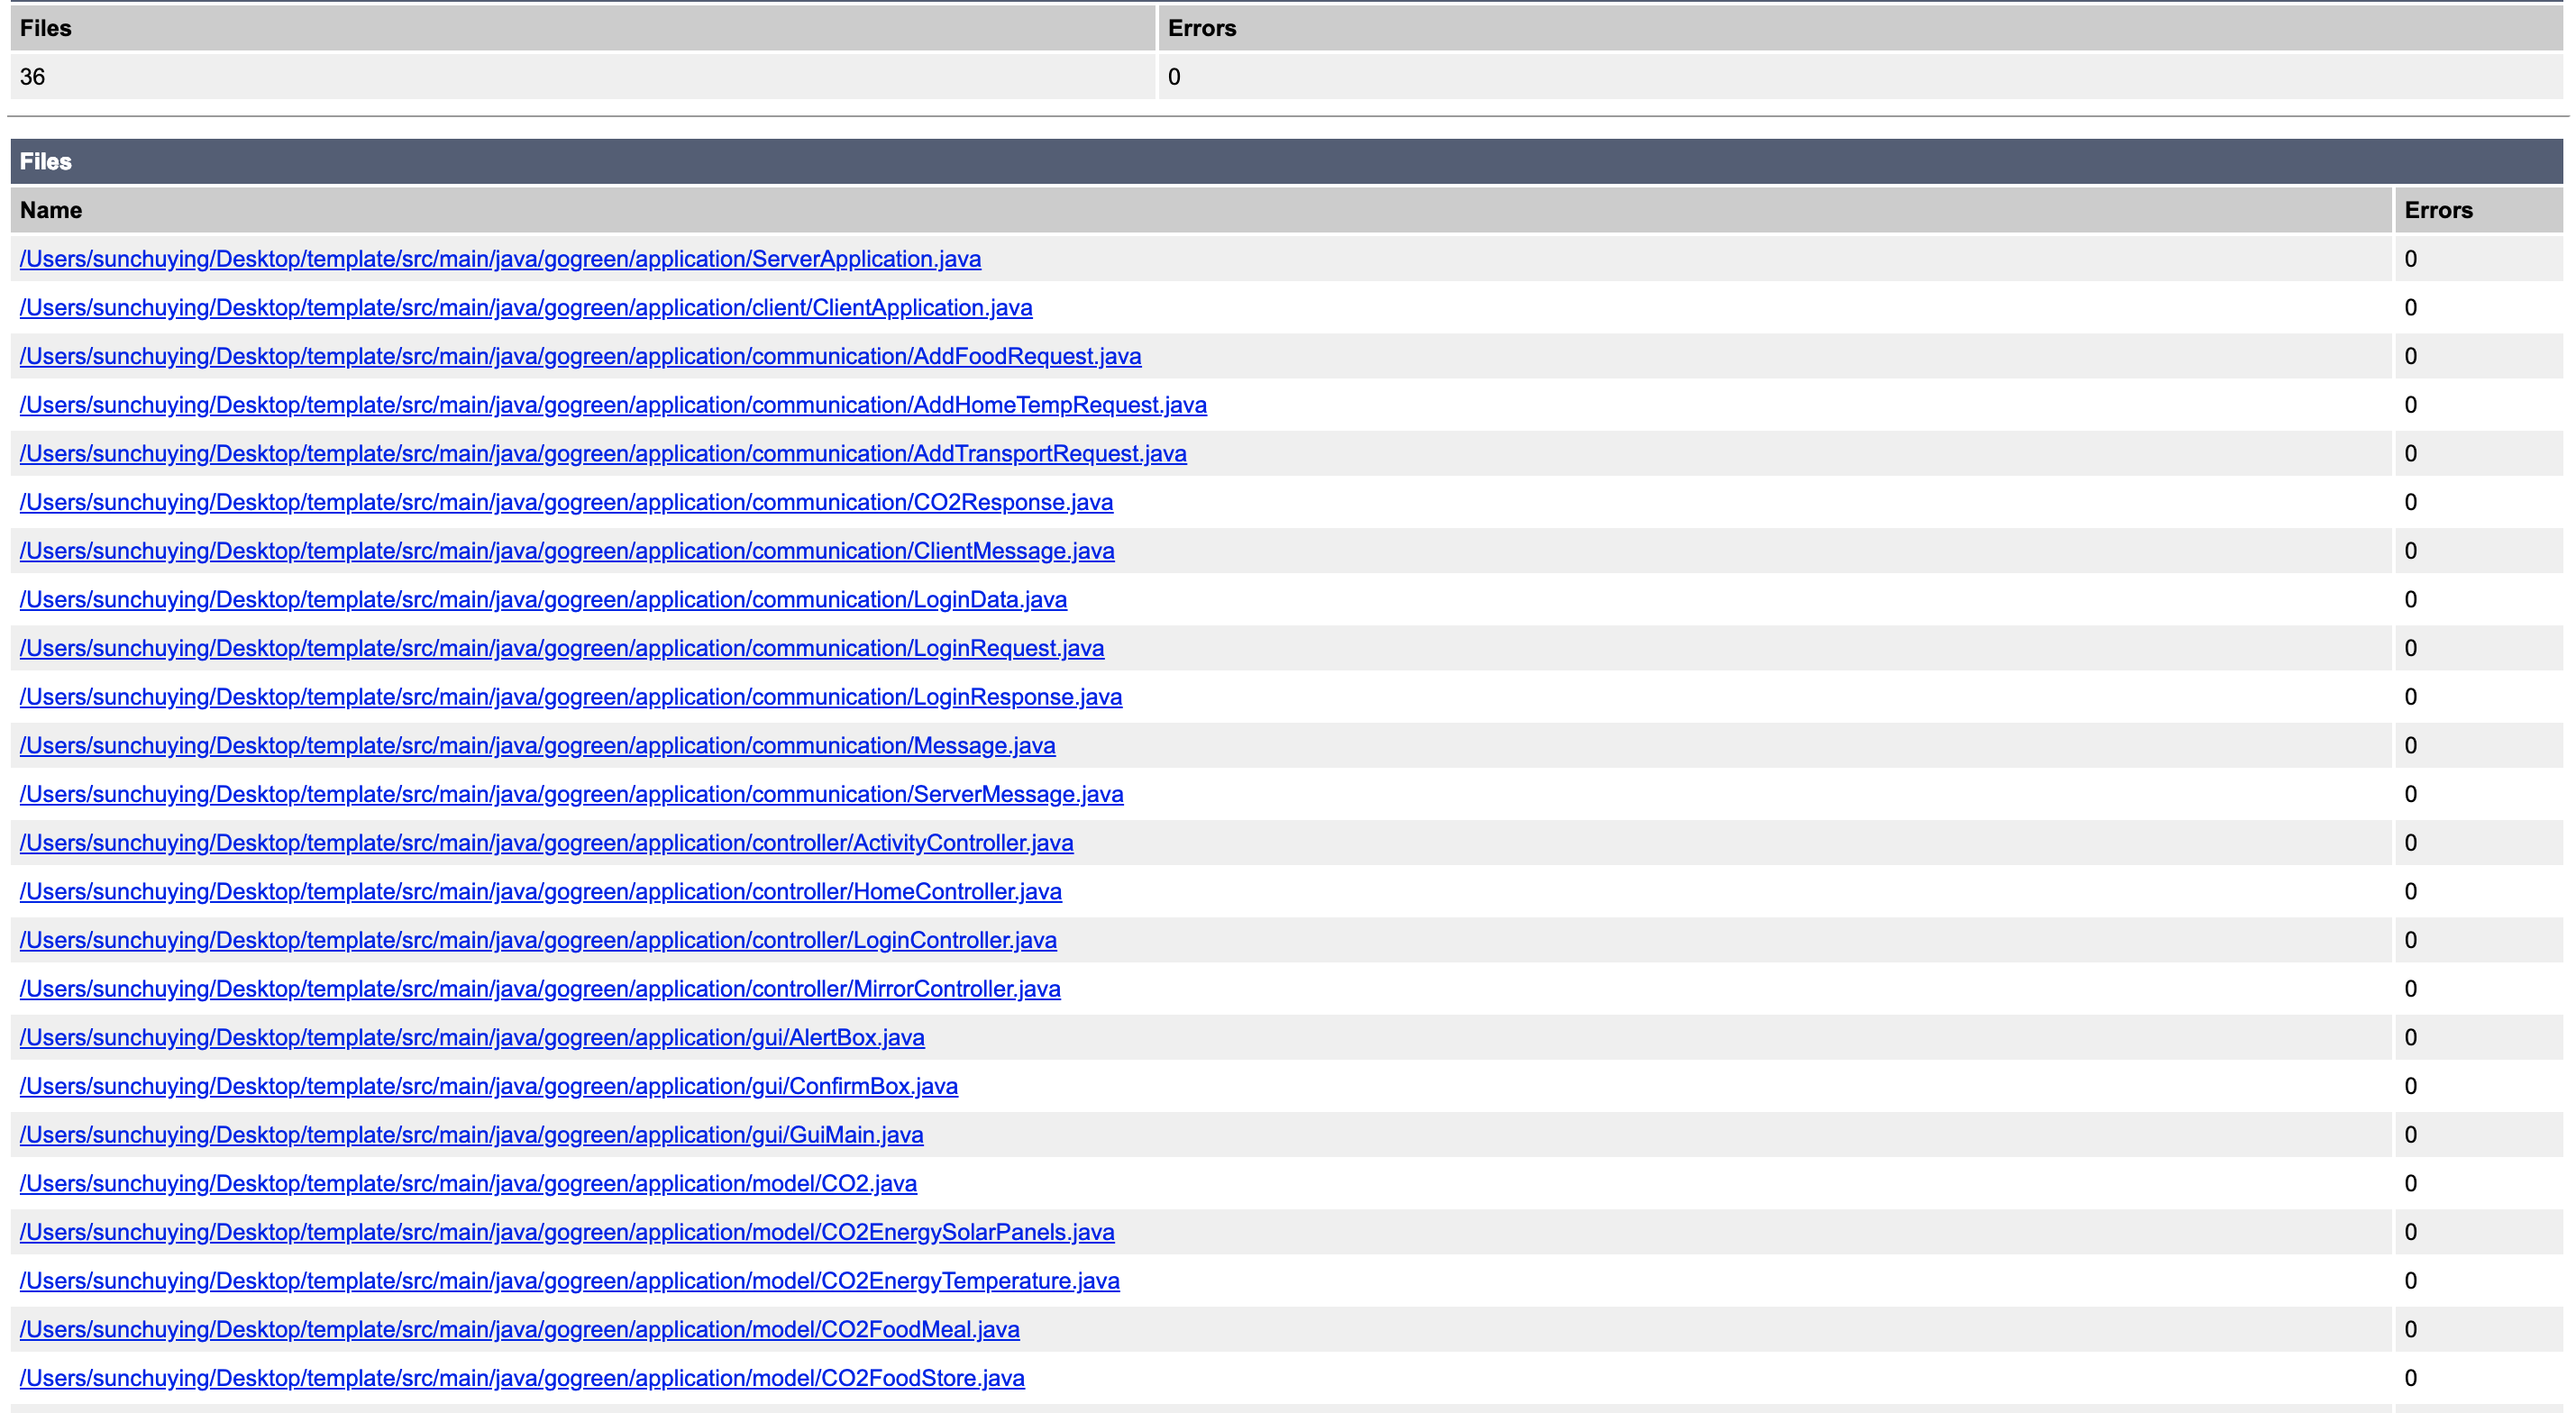 Files Errors
36 0
Files
Name Errors
/Users/sunchuying/Desktop/template/src/main/java/gogreen/application/ServerApplication.java 0
/Users/sunchuying/Desktop/template/src/main/java/gogreen/application/client/ClientApplication.java 0
/Users/sunchuying/Desktop/template/src/main/java/gogreen/application/communication/AddFoodRequest.java 0
/Users/sunchuying/Desktop/template/src/main/java/gogreen/application/communication/AddHomeTempRequest.java 0
/Users/sunchuying/Desktop/template/src/main/java/gogreen/application/communication/AddTransportRequest.java 0
/Users/sunchuying/Desktop/template/src/main/java/gogreen/application/communication/CO2Response.java 0
/Users/sunchuying/Desktop/template/src/main/java/gogreen/application/communication/ClientMessage.java 0
/Users/sunchuying/Desktop/template/src/main/java/gogreen/application/communication/LoginData.java 0
/Users/sunchuying/Desktop/template/src/main/java/gogreen/application/communication/LoginRequest.java 0
/Users/sunchuying/Desktop/template/src/main/java/gogreen/application/communication/LoginResponse.java 0
/Users/sunchuying/Desktop/template/src/main/java/gogreen/application/communication/Message.java 0
/Users/sunchuying/Desktop/template/src/main/java/gogreen/application/communication/ServerMessage.java 0
/Users/sunchuying/Desktop/template/src/main/java/gogreen/application/controller/ActivityController.java 0
/Users/sunchuying/Desktop/template/src/main/java/gogreen/application/controller/HomeController.java 0
/Users/sunchuying/Desktop/template/src/main/java/gogreen/application/controller/LoginController.java 0
/Users/sunchuying/Desktop/template/src/main/java/gogreen/application/controller/MirrorController.java 0
/Users/sunchuying/Desktop/template/src/main/java/gogreen/application/gui/AlertBox.java 0
/Users/sunchuying/Desktop/template/src/main/java/gogreen/application/gui/ConfirmBox.java 0
/Users/sunchuying/Desktop/template/src/main/java/gogreen/application/gui/GuiMain.java 0
/Users/sunchuying/Desktop/template/src/main/java/gogreen/application/model/CO2.java 0
/Users/sunchuying/Desktop/template/src/main/java/gogreen/application/model/CO2EnergySolarPanels.java 0
/Users/sunchuying/Desktop/template/src/main/java/gogreen/application/model/CO2EnergyTemperature.java 0
/Users/sunchuying/Desktop/template/src/main/java/gogreen/application/model/CO2FoodMeal.java 0
/Users/sunchuying/Desktop/template/src/main/java/gogreen/application/model/CO2FoodStore.java 0